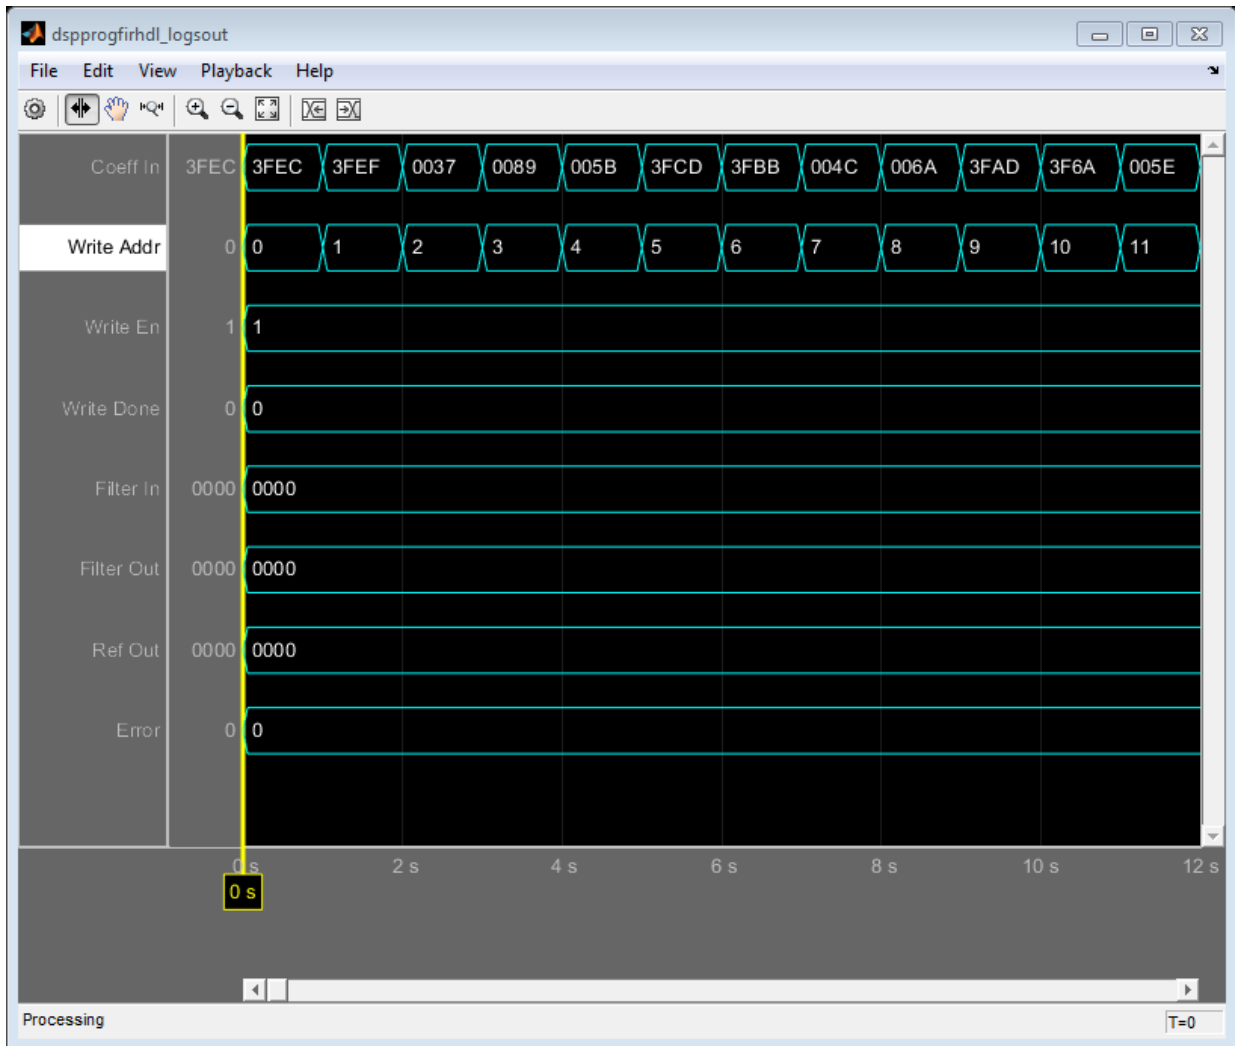 dspprogfirhdl_logsout
File Edit View Playback Help
Coeff In 3FEC 3FEC 3FEF 0037 0089 005B 3FCD 3FBB 004C 006A 3FAD 3F6A 005E
Write Addr 0 0 1 2 3 4 5 6 7 8 9 10 11
Write En 1 1
Write Done 0 0
Filter In 0000 0000
Filter Out 0000 0000
Ref Out 0000 0000
Error 0 0
0 s 2 s 4 s 6 s 8 s 10 s 12 s
0 s
Processing T=0